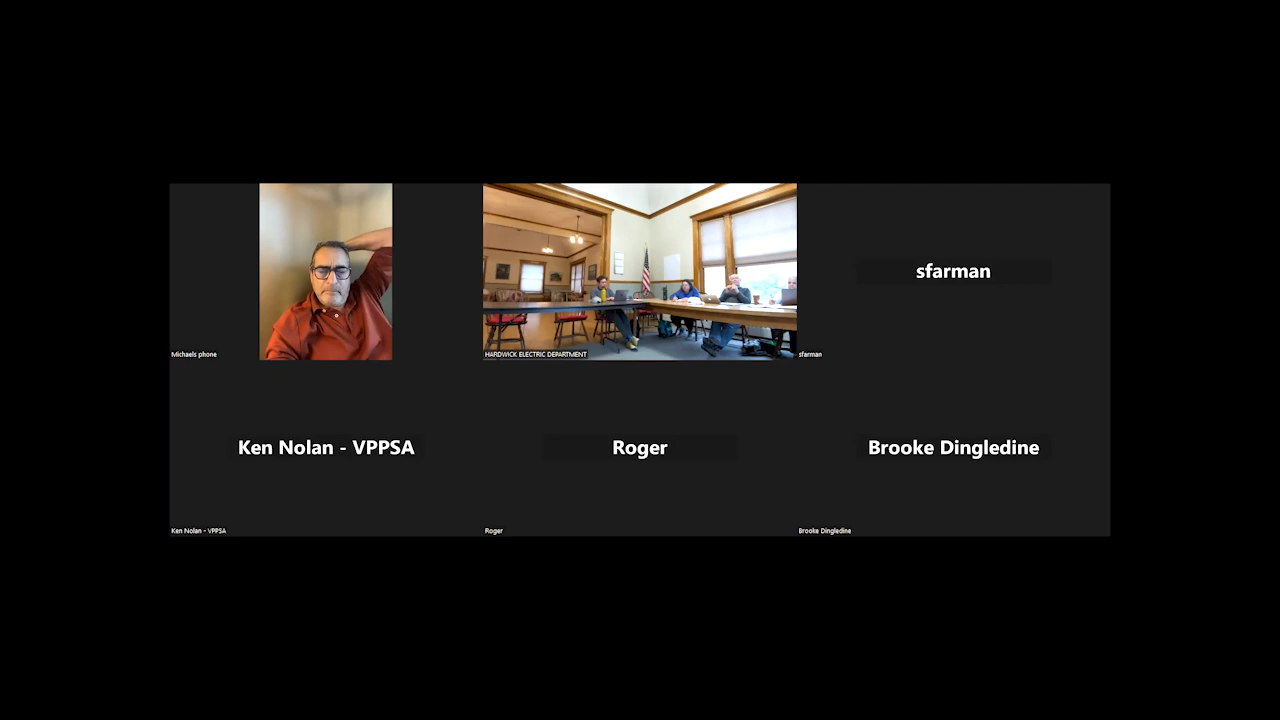 sfarman
Michaels phone
HARDWICK ELECTRIC DEPARTMENT
sfarman
Ken Nolan - VPPSA
Roger
Brooke Dingledine
Ken Nolan - VPPSA
Roger
Brooke Dingledine